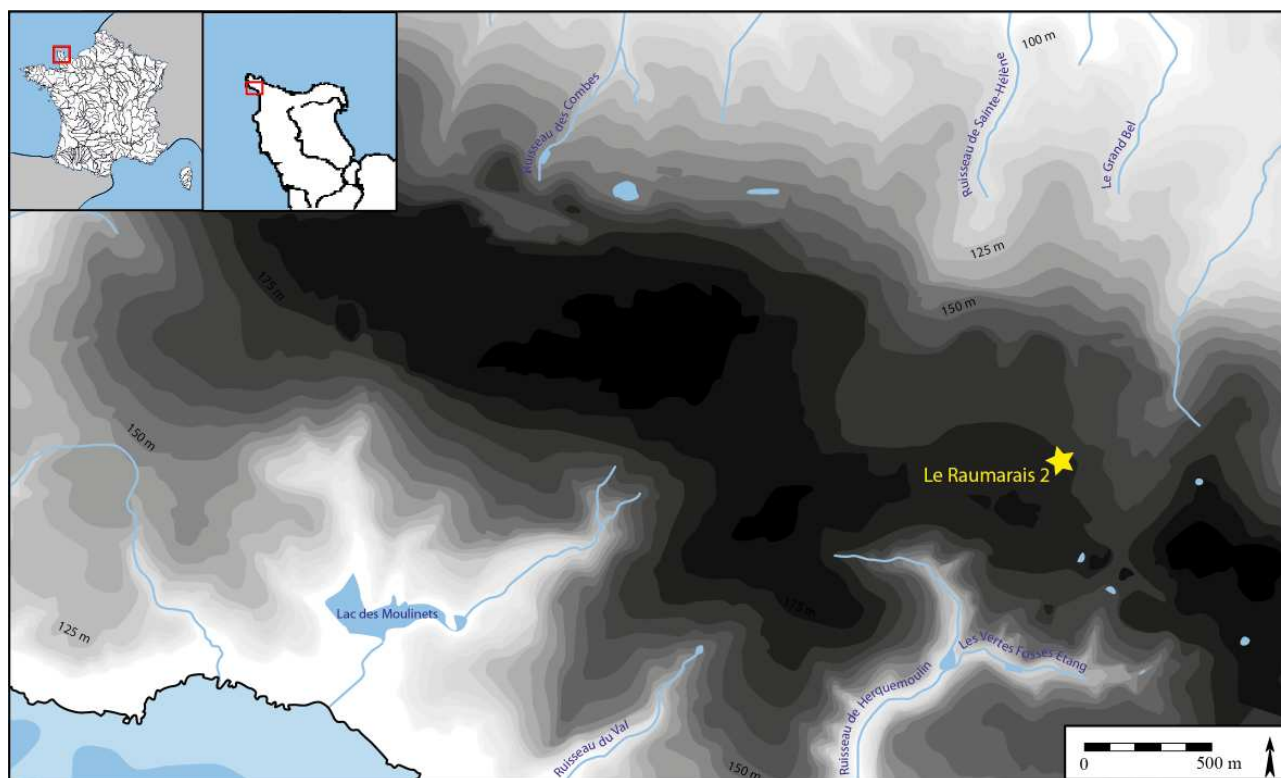 100 m
Ruisseau des Combes
Ruisseau de Sainte-Hélène
Le Grand Bel
125 m
175 m
150 m
150 m
Le Raumarais 2
Lac des Moulinets
175 m
125 m
Les Vertes Fosses Etang
Ruisseau de Herquemoulin
Ruisseau du Val
150 m
0 500 m